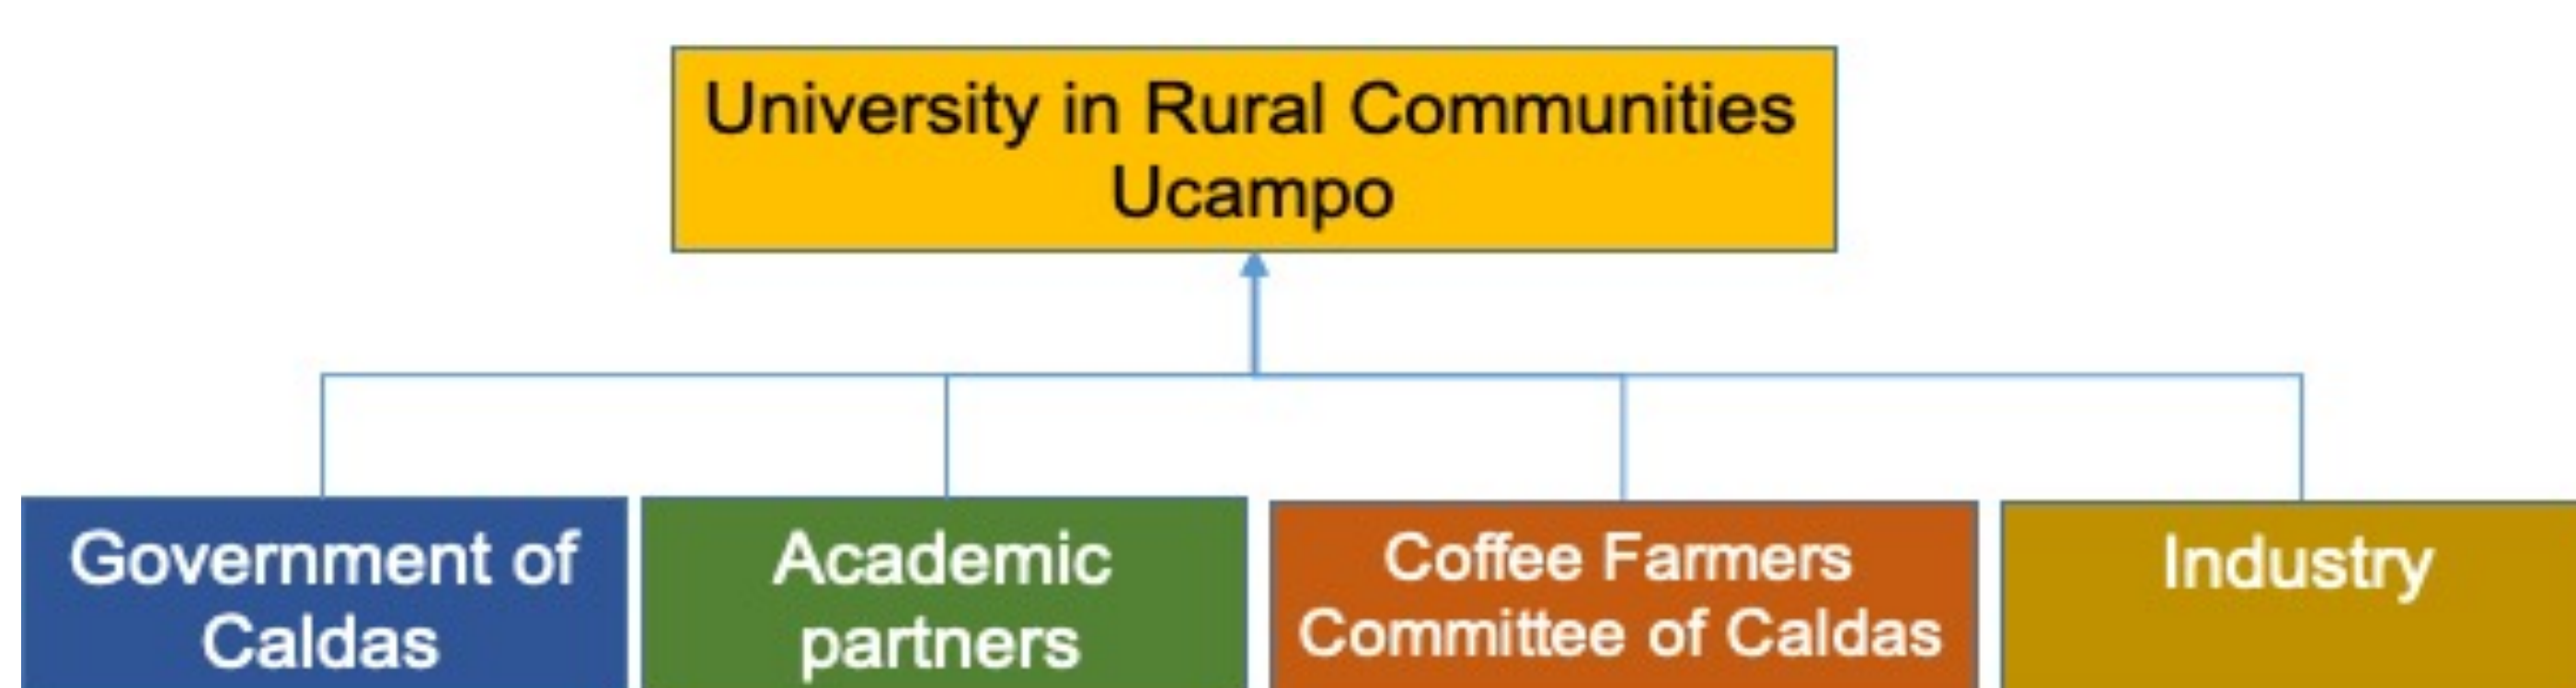 University in Rural Communities
Ucampo
Government of
Caldas
Academic
partners
Coffee Farmers
Committee of Caldas
Industry